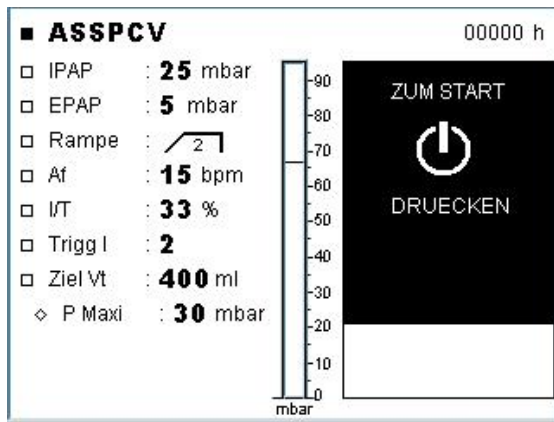 ASSPCV 00000 h
IPAP : 25 mbar
EPAP : 5 mbar
Rampe : 2
Af : 15 bpm
I/T : 33 %
Trigg I : 2
Ziel Vt : 400 ml
P Maxi : 30 mbar
90
80
70
60
50
40
30
20
10
0
mbar
ZUM START
DRUECKEN